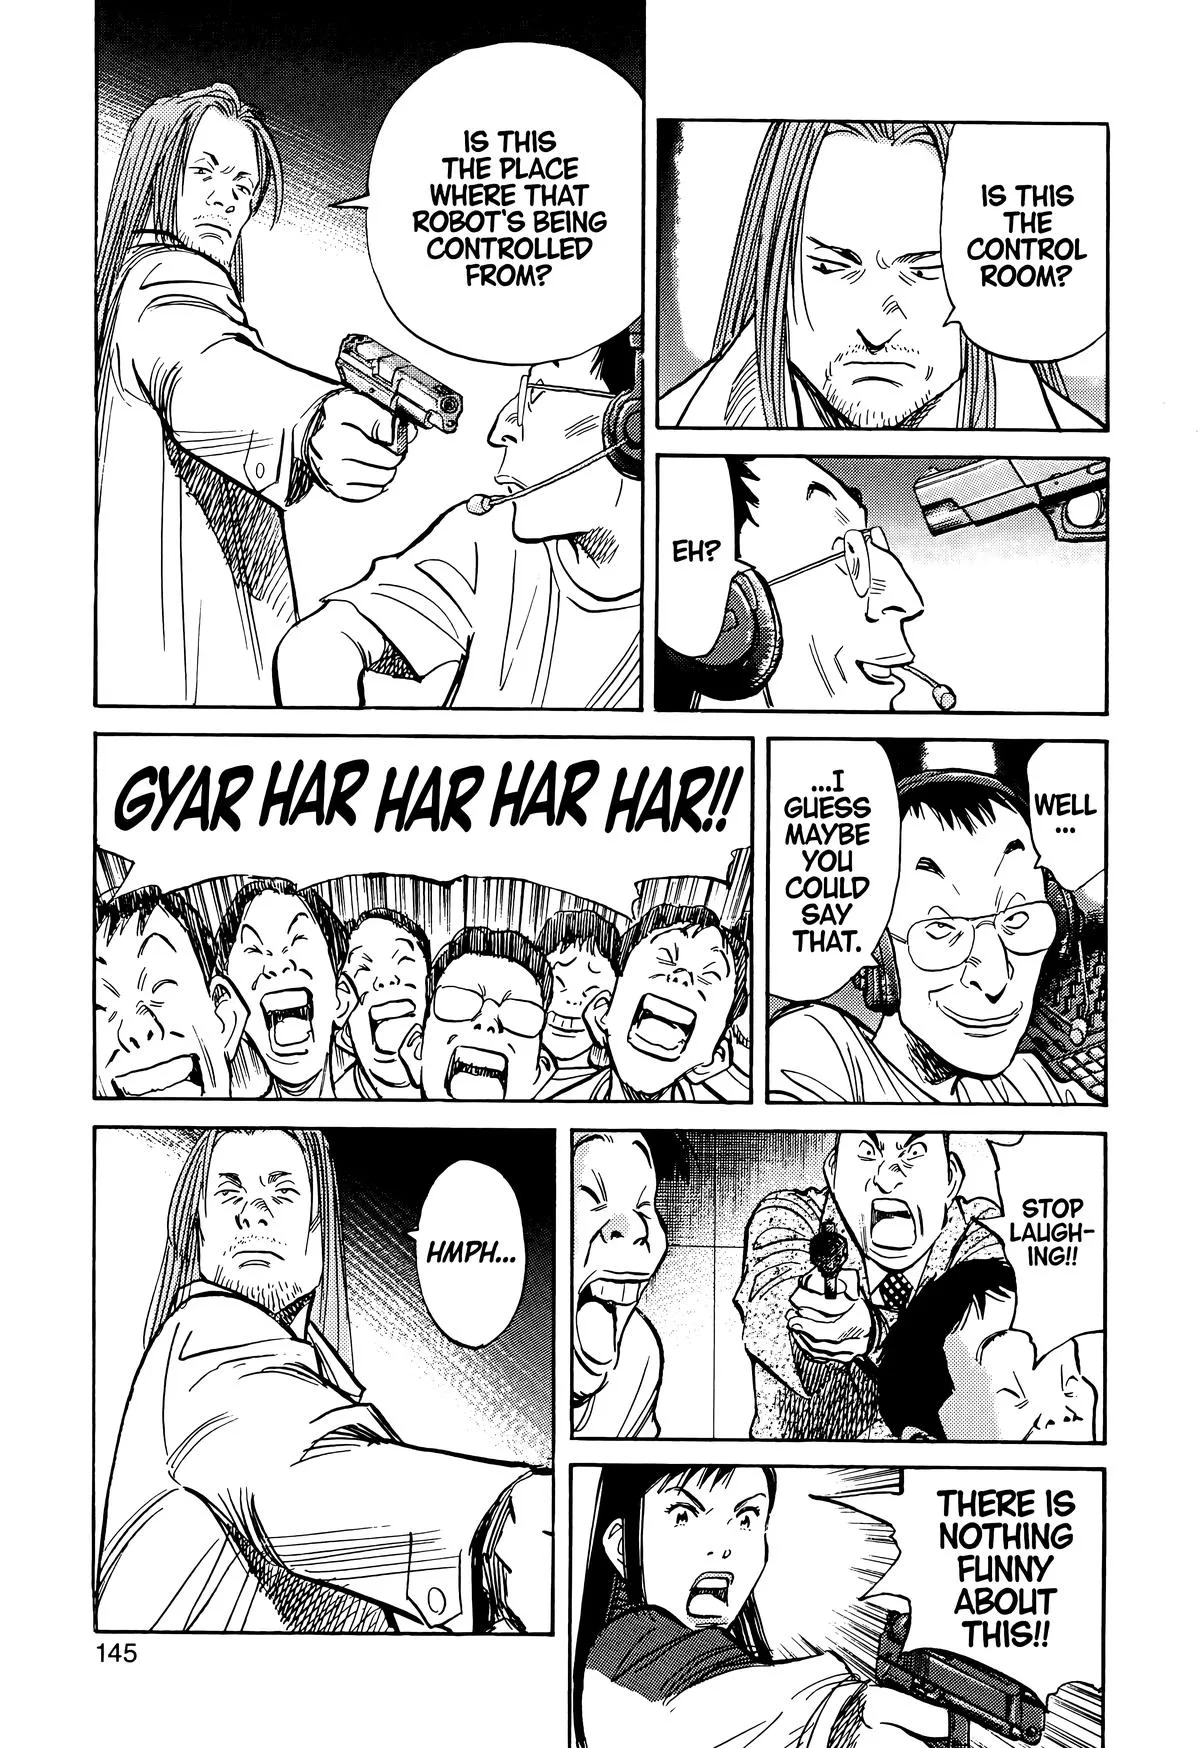 IS THIS
THE
CONTROL
ROOM?
EH?
IS THIS
THE PLACE
WHERE THAT
ROBOT'S BEING
CONTROLLED
FROM?
WELL
...
...I
GUESS
MAYBE
YOU
COULD
SAY
THAT.
GYAR HAR HAR HAR HAR!!
STOP
LAUGH-
ING!!
THERE IS
NOTHING
FUNNY
ABOUT
THIS!!
HMPH...
145